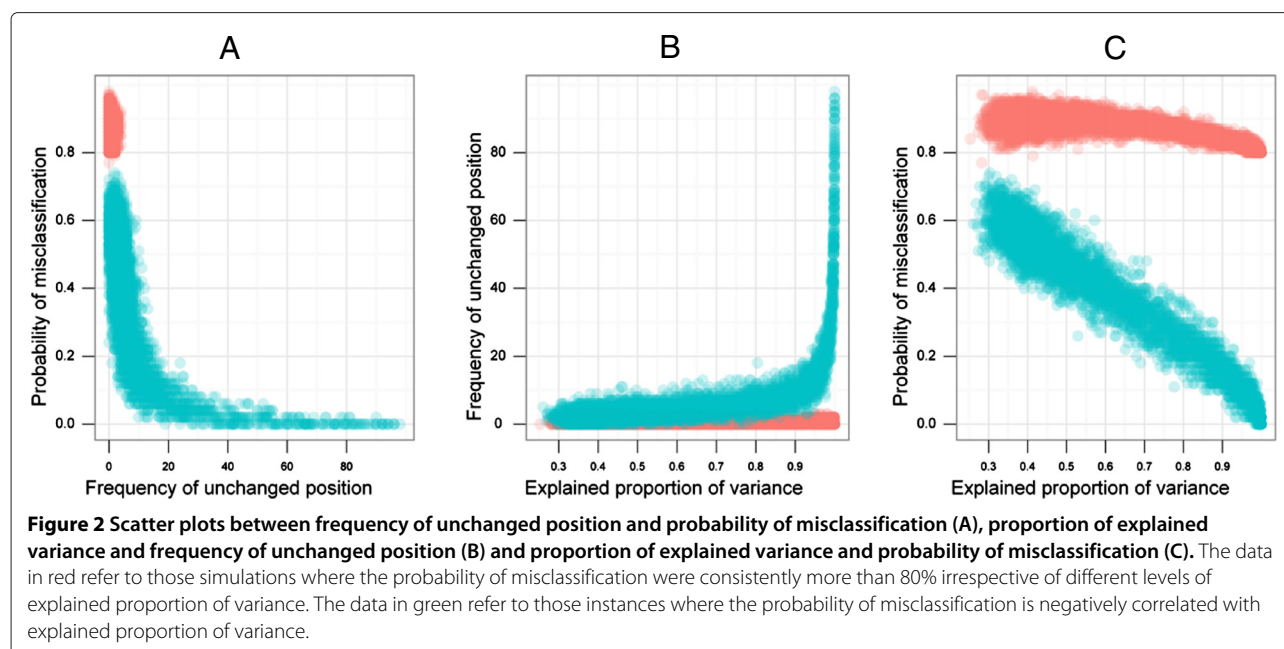 A
B
C
Probability of misclassification
0.8
0.6
0.4
0.2
0.0
0 20 40 60 80
Frequency of unchanged position
Frequency of unchanged position
80
60
40
20
0
0.3 0.4 0.5 0.6 0.7 0.8 0.9
Explained proportion of variance
Probability of misclassification
0.8
0.6
0.4
0.2
0.0
0.3 0.4 0.5 0.6 0.7 0.8 0.9
Explained proportion of variance
Figure 2 Scatter plots between frequency of unchanged position and probability of misclassification (A), proportion of explained
variance and frequency of unchanged position (B) and proportion of explained variance and probability of misclassification (C). The data
in red refer to those simulations where the probability of misclassification were consistently more than 80% irrespective of different levels of
explained proportion of variance. The data in green refer to those instances where the probability of misclassification is negatively correlated with
explained proportion of variance.